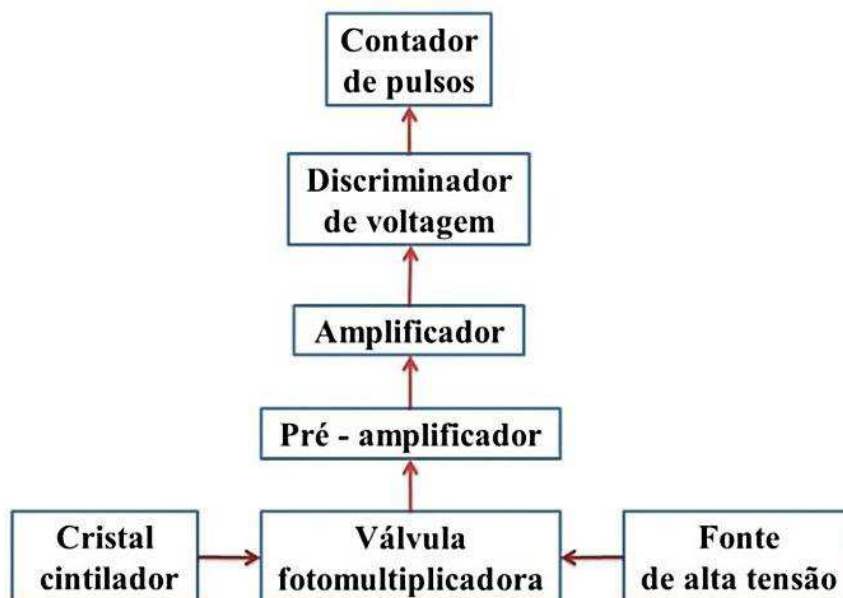 Contador
de pulsos
Discriminador
de voltagem
Amplificador
Pré - amplificador
Cristal
cintilador
Válvula
fotomultiplicadora
Fonte
de alta tensão